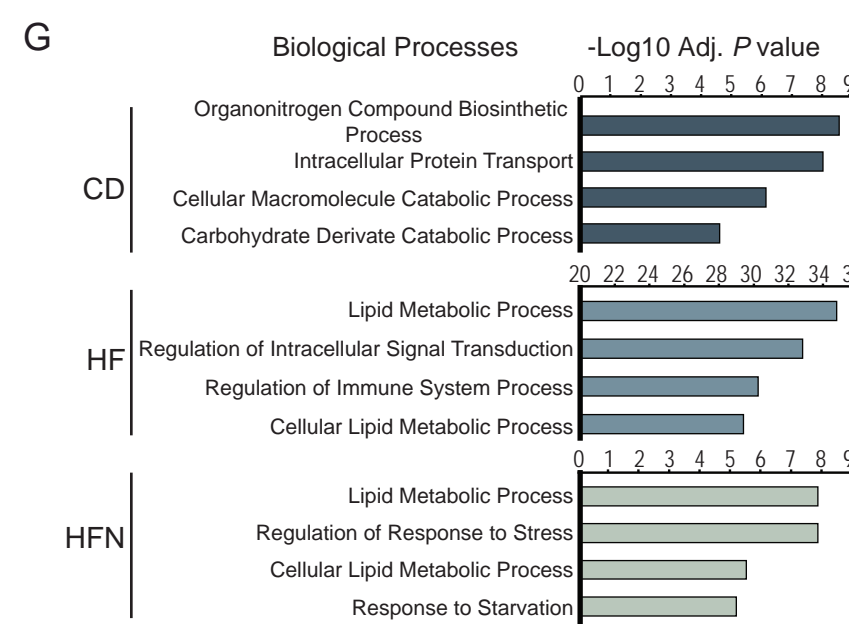 G
Biological Processes -Log10 Adj. P value
0 1 2 3 4 5 6 7 8 9
Organonitrogen Compound Biosinthetic
Process
Intracellular Protein Transport
CD
Cellular Macromolecule Catabolic Process
Carbohydrate Derivate Catabolic Process
20 22 24 26 28 30 32 34 3
Lipid Metabolic Process
HF
Regulation of Intracellular Signal Transduction
Regulation of Immune System Process
Cellular Lipid Metabolic Process
0 1 2 3 4 5 6 7 8 9
Lipid Metabolic Process
Regulation of Response to Stress
HFN
Cellular Lipid Metabolic Process
Response to Starvation